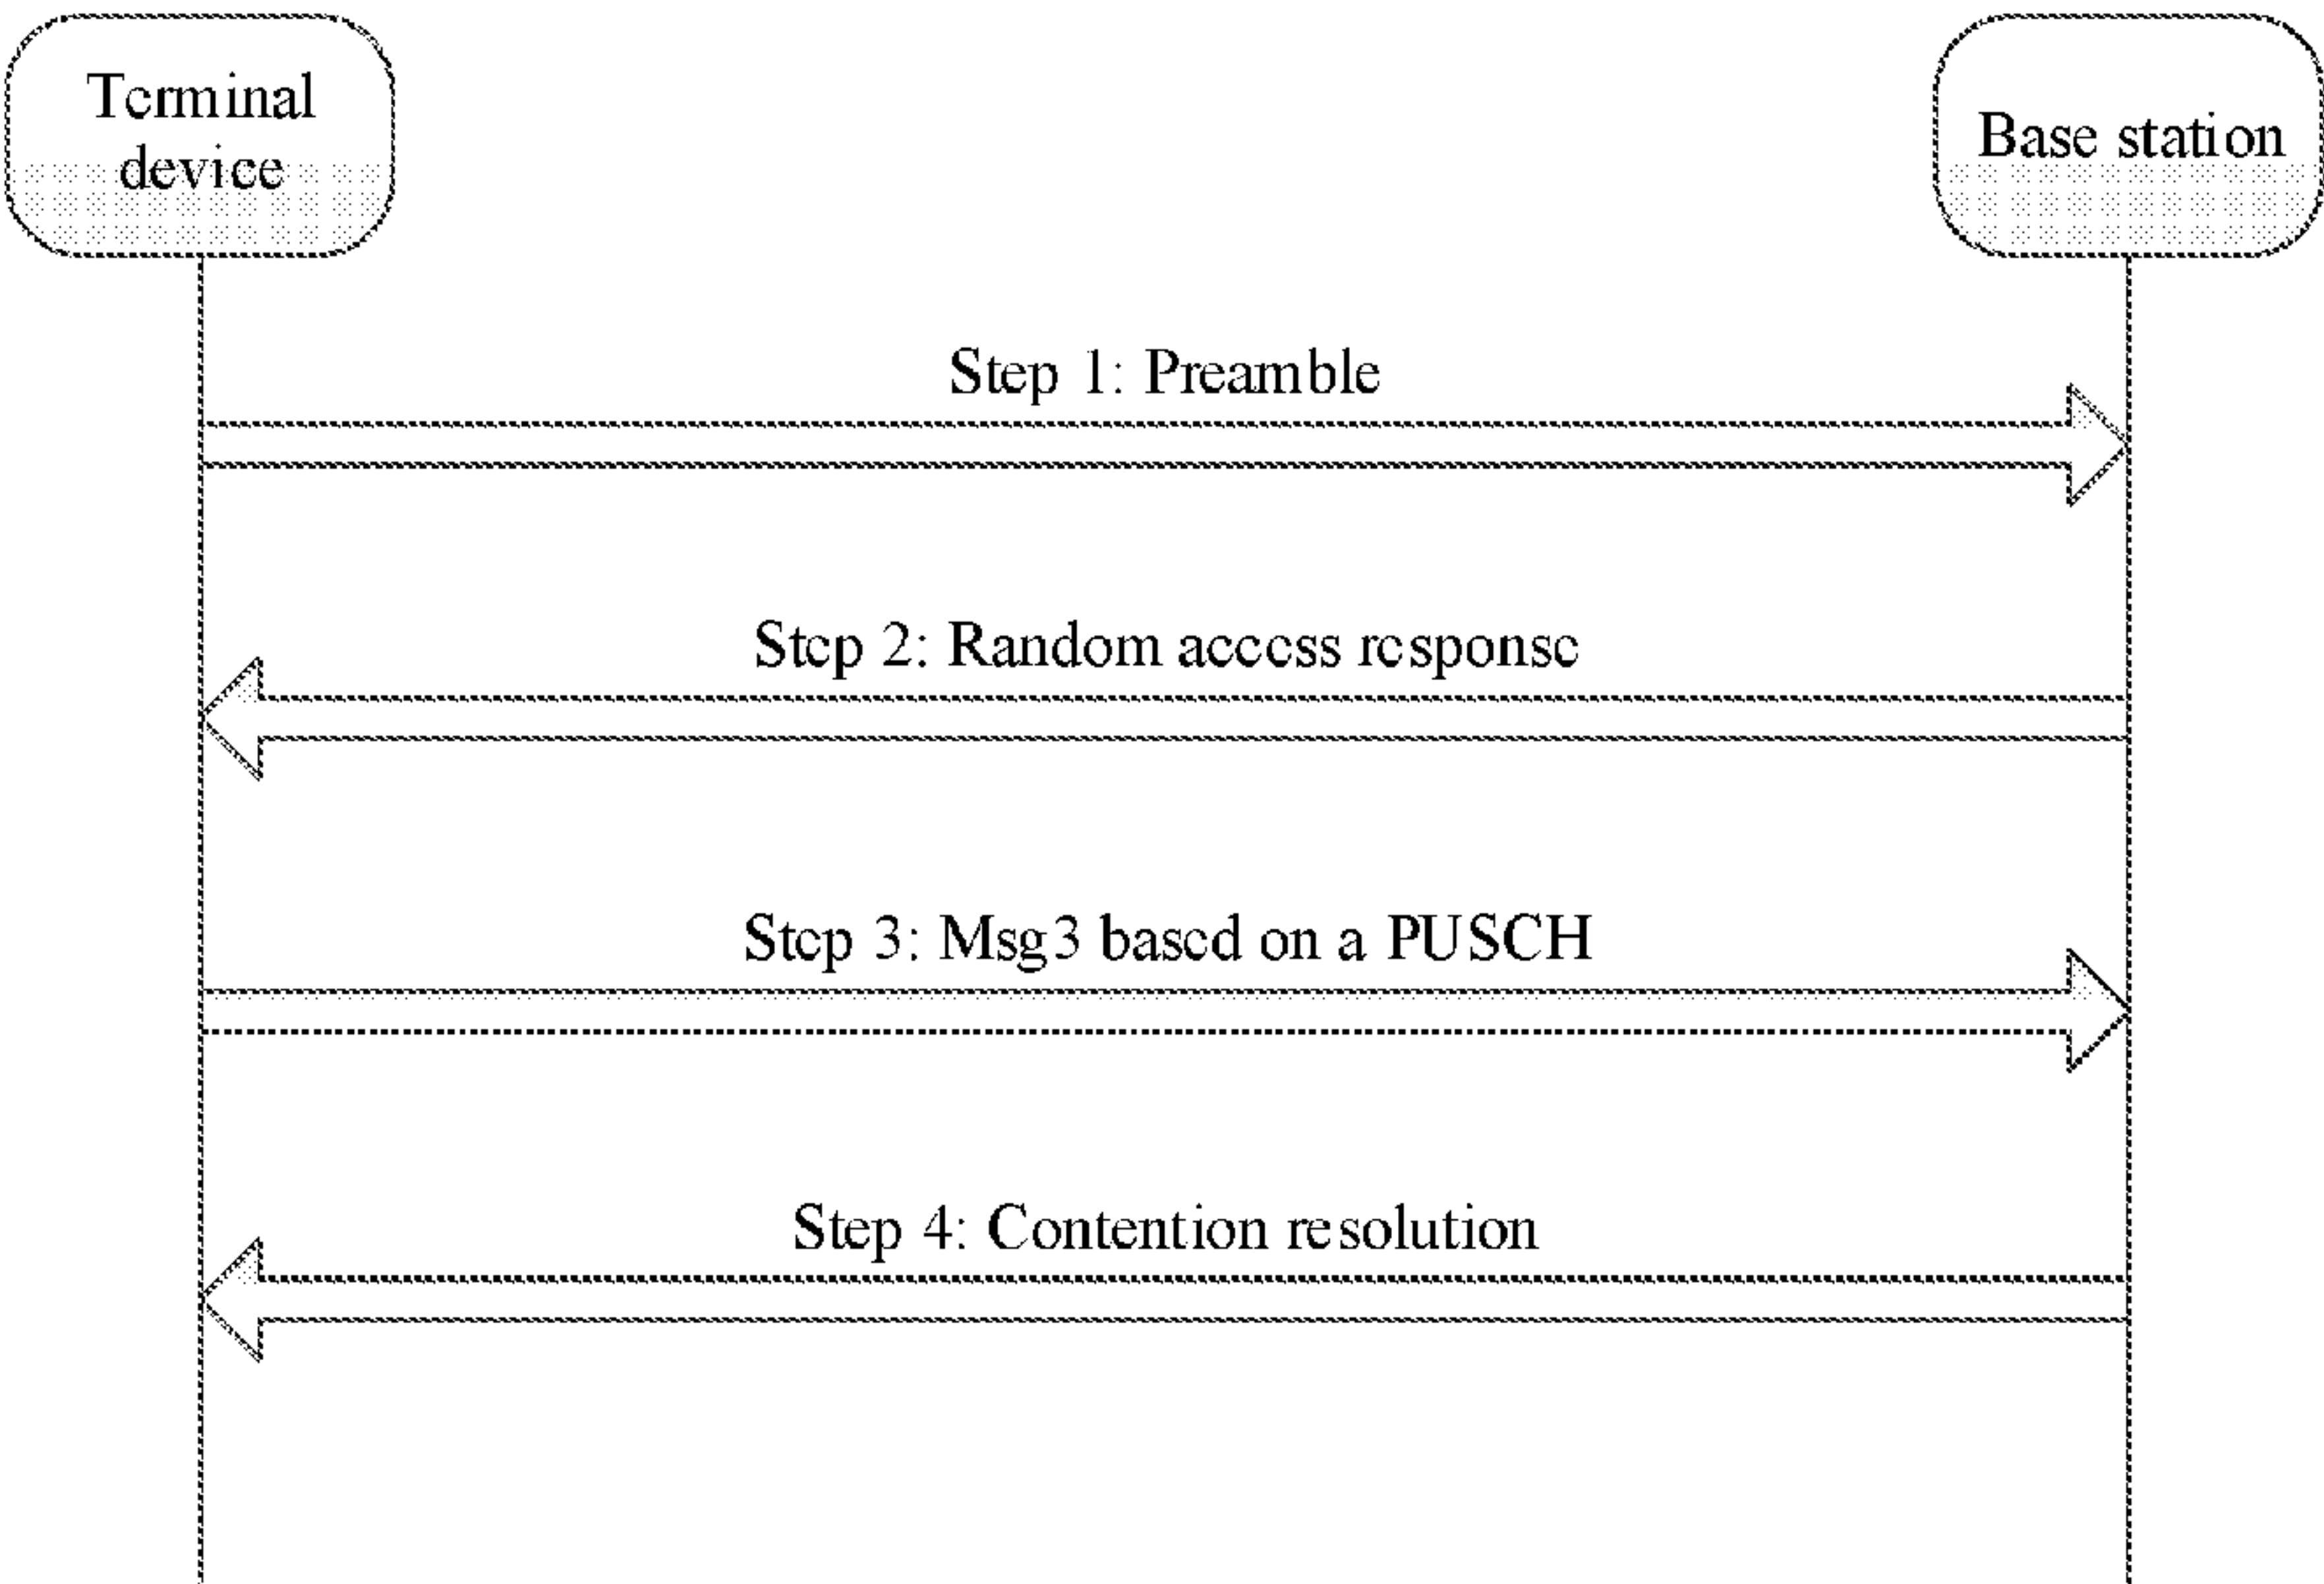 Terminal
device
Base station
Step 1: Preamble
Step 2: Random access response
Step 3: Msg3 based on a PUSCH
Step 4: Contention resolution